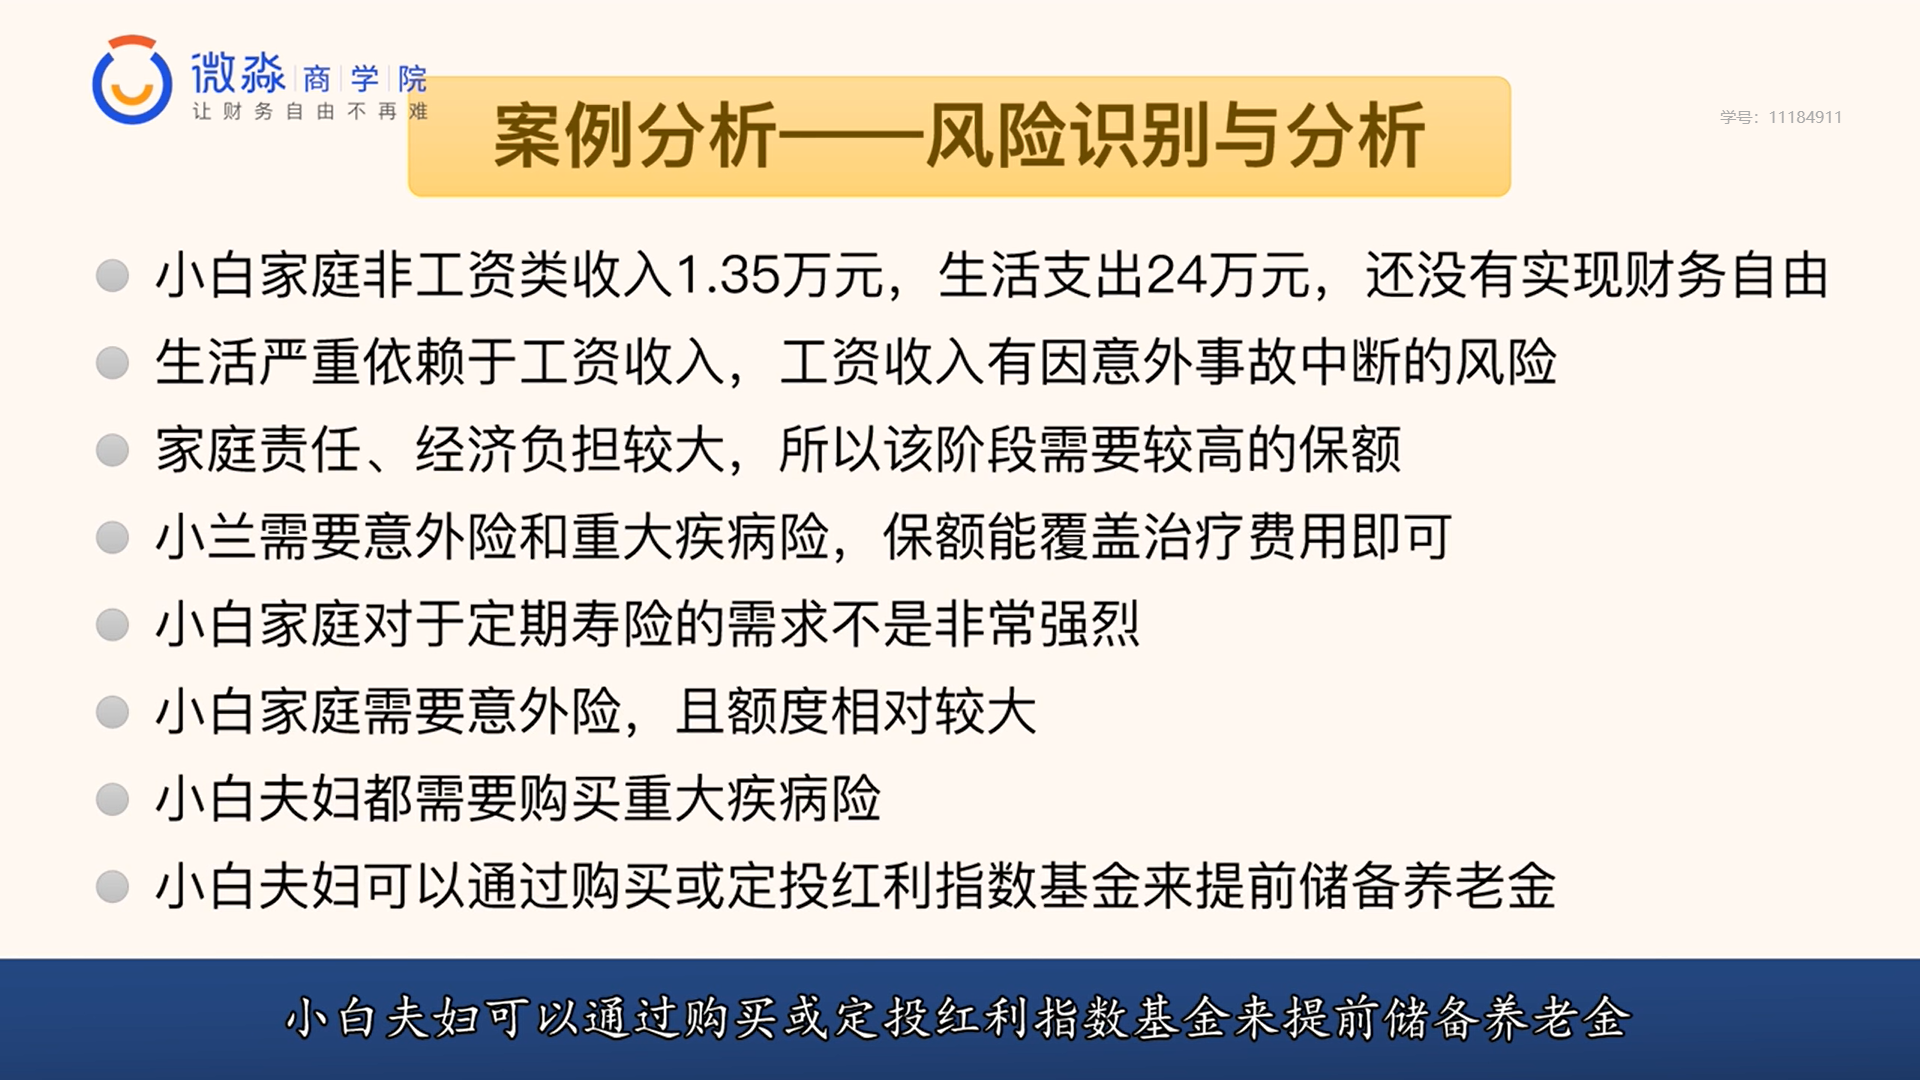 微淼商学院
让财务自由不再难
案例分析——风险识别与分析
学号：11184911
小白家庭非工资类收入1.35万元，生活支出24万元，还没有实现财务自由
生活严重依赖于工资收入，工资收入有因意外事故中断的风险
家庭责任、经济负担较大，所以该阶段需要较高的保额
小兰需要意外险和重大疾病险，保额能覆盖治疗费用即可
小白家庭对于定期寿险的需求不是非常强烈
小白家庭需要意外险，且额度相对较大
小白夫妇都需要购买重大疾病险
小白夫妇可以通过购买或定投红利指数基金来提前储备养老金
小白夫妇可以通过购买或定投红利指数基金来提前储备养老金